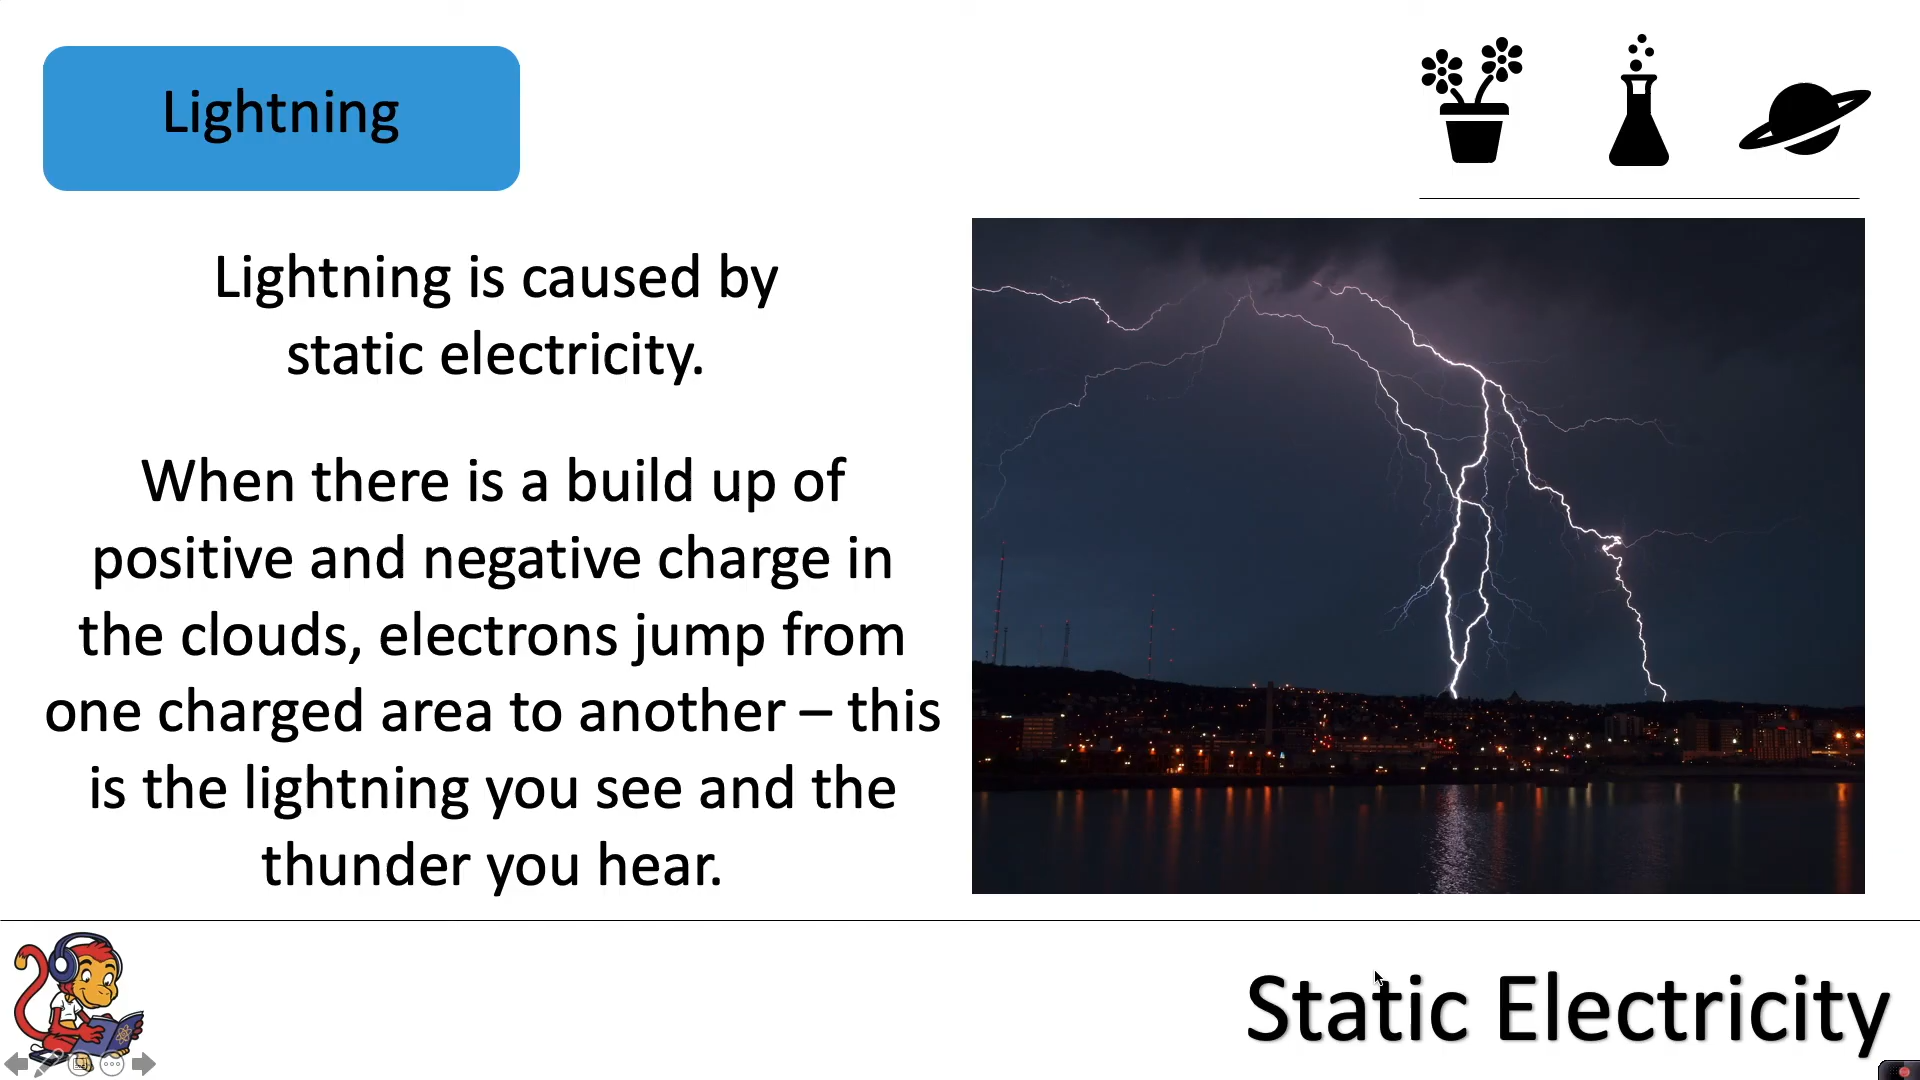 Lightning
Lightning is caused by
static electricity.
When there is a build up of
positive and negative charge in
the clouds, electrons jump from
one charged area to another – this
is the lightning you see and the
thunder you hear.
Static Electricity